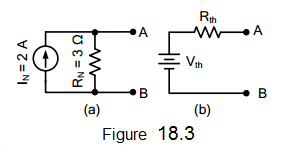 I_N = 2 A
R_N = 3 Ω
A
B
(a)
R_th
V_th
A
B
(b)
Figure 18.3